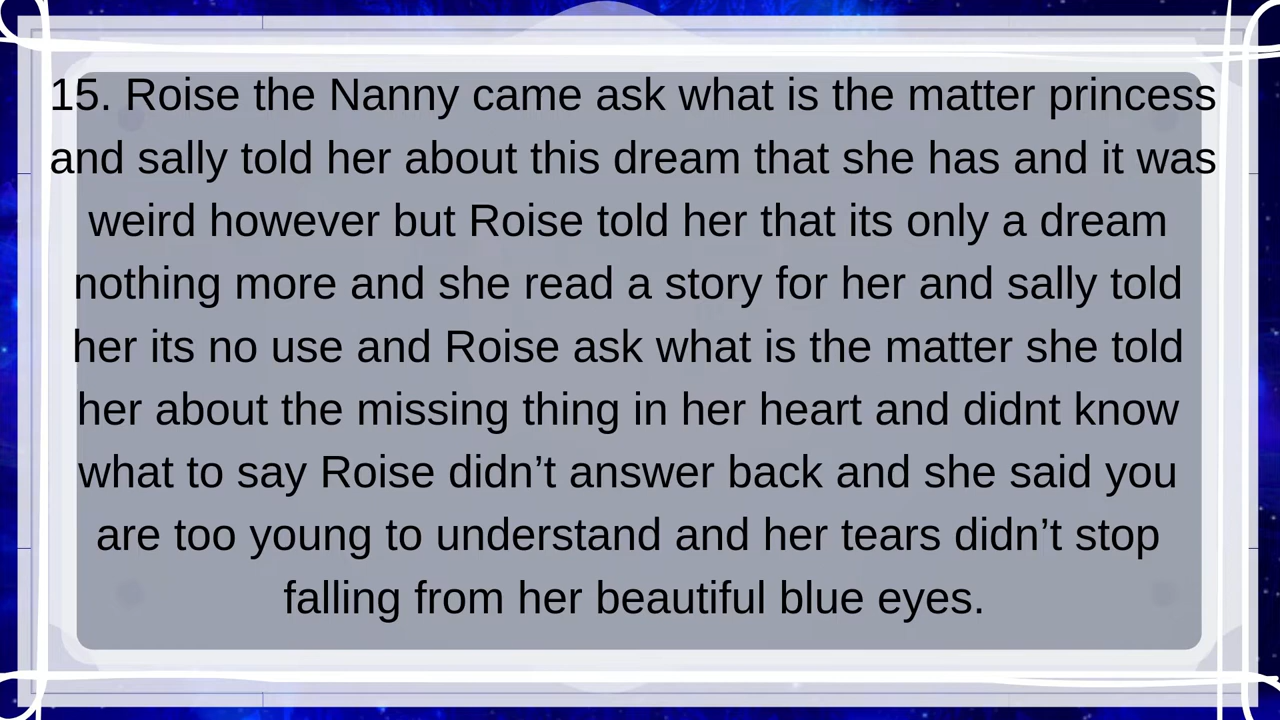 15. Roise the Nanny came ask what is the matter princess
and sally told her about this dream that she has and it was
weird however but Roise told her that its only a dream
nothing more and she read a story for her and sally told
her its no use and Roise ask what is the matter she told
her about the missing thing in her heart and didnt know
what to say Roise didn’t answer back and she said you
are too young to understand and her tears didn’t stop
falling from her beautiful blue eyes.